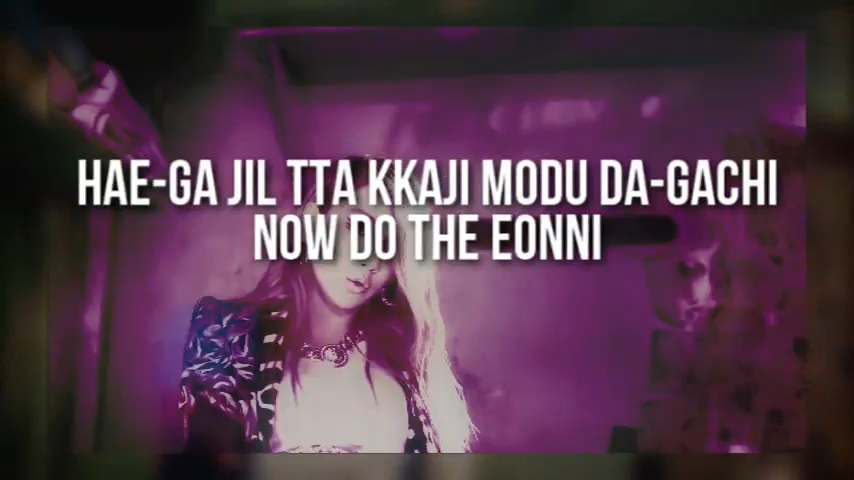 HAE-GA JIL TTA KKAJI MODU DA-GACHI
NOW DO THE EONNI